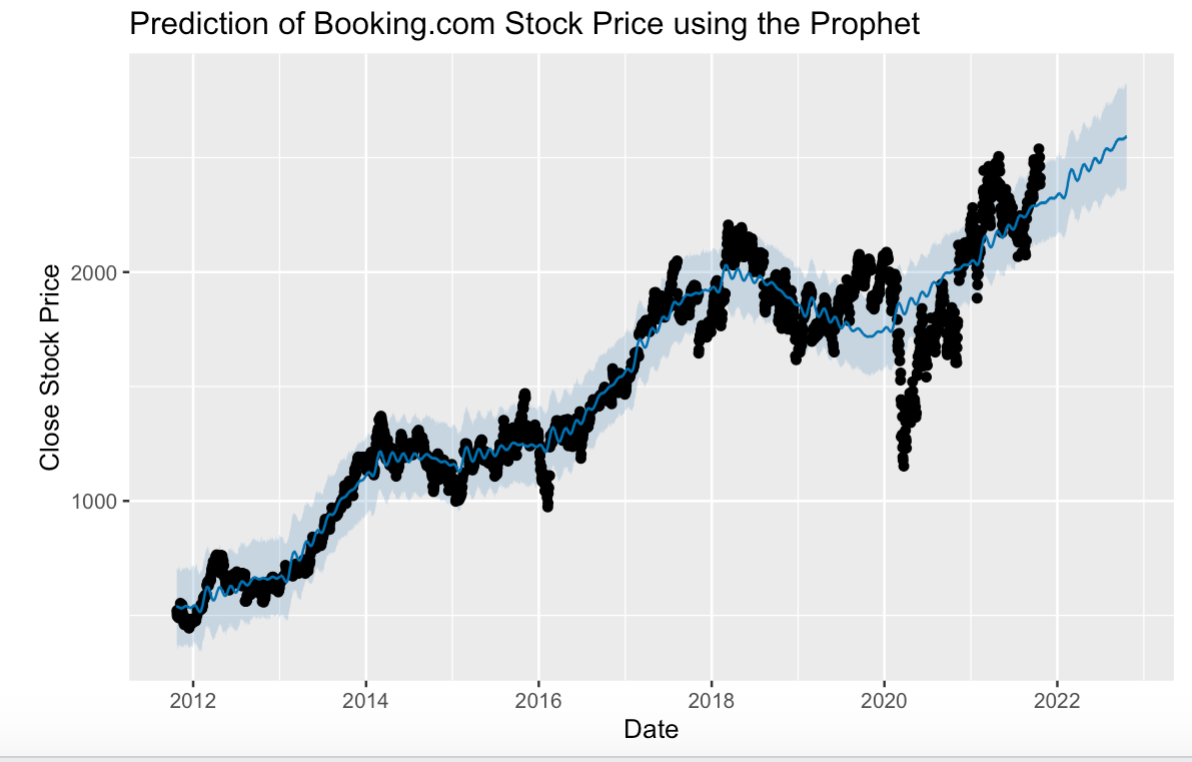 Prediction of Booking.com Stock Price using the Prophet
Close Stock Price
2000
1000
2012 2014 2016 2018 2020 2022
Date